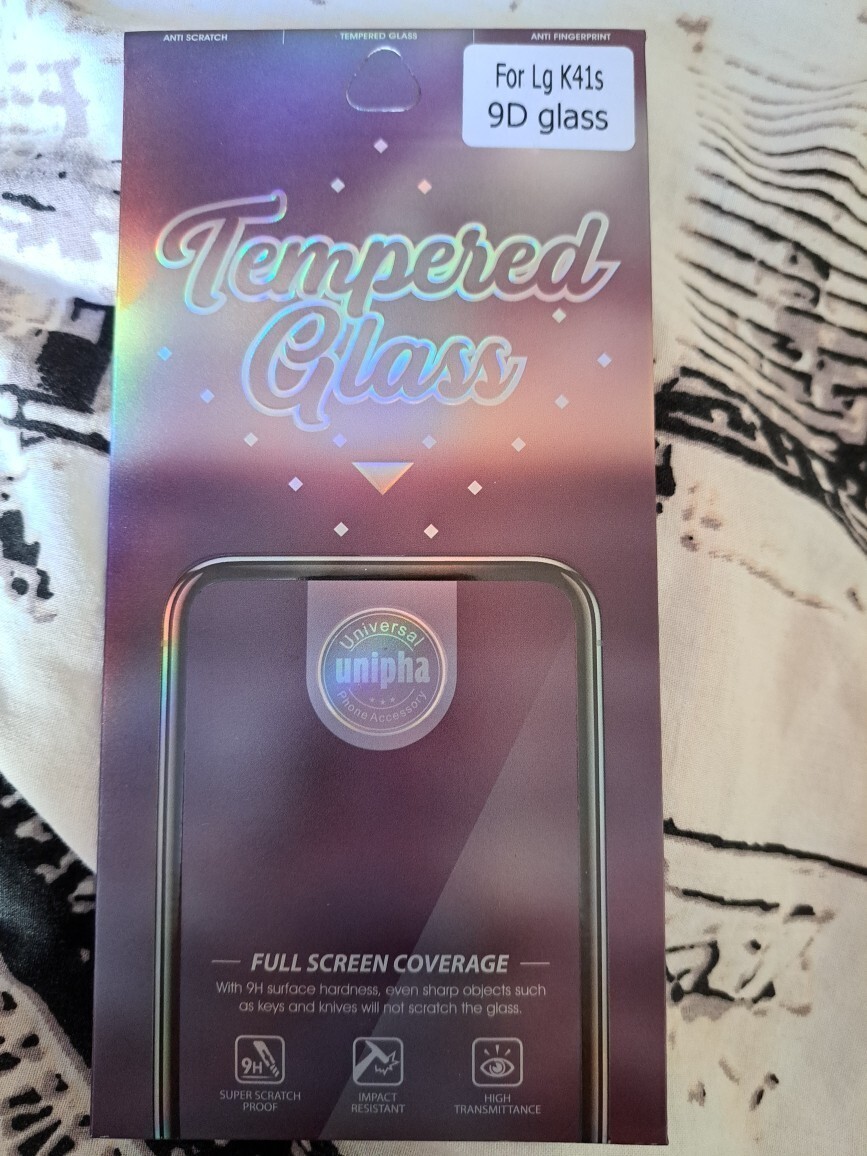 ANTI SCRATCH
TEMPERED GLASS
ANTI FINGERPRINT
For Lg K41s
9D glass
Tempered
Glass
Universal
unipha
Phone Accessory
FULL SCREEN COVERAGE
With 9H surface hardness, even sharp objects such
as keys and knives will not scratch the glass.
9H
SUPER SCRATCH
PROOF
IMPACT
RESISTANT
HIGH
TRANSMITTANCE